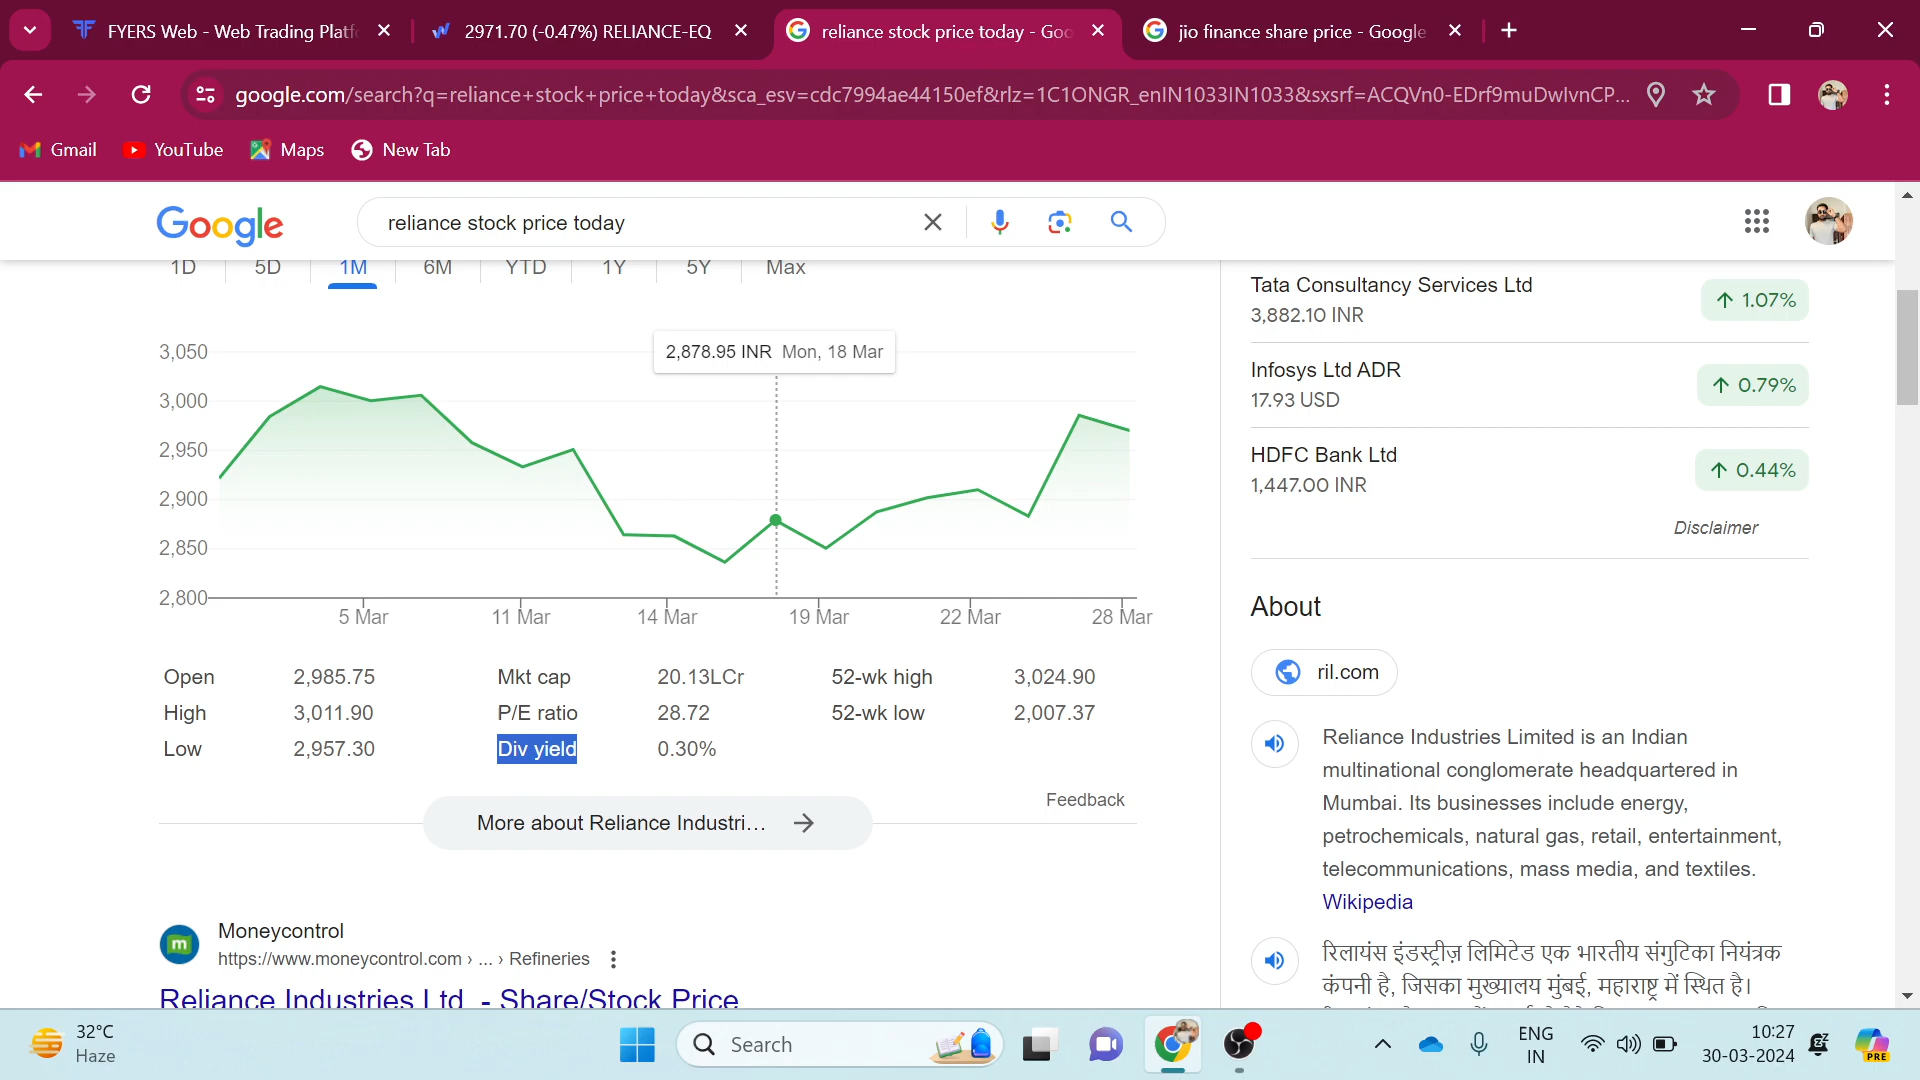 FYERS Web - Web Trading Platf
2971.70 (-0.47%) RELIANCE-EQ
reliance stock price today - Goo
jio finance share price - Google
google.com/search?q=reliance+stock+price+today&sca_esv=cdc7994ae44150ef&rlz=1C1ONGR_enIN1033IN1033&sxsrf=ACQVn0-EDrf9muDwIvnCP...
Gmail
YouTube
Maps
New Tab
Google
reliance stock price today
1D 5D 1M 6M YTD 1Y 5Y Max
2,878.95 INR Mon, 18 Mar
3,050
3,000
2,950
2,900
2,850
2,800
5 Mar 11 Mar 14 Mar 19 Mar 22 Mar 28 Mar
Open 2,985.75 Mkt cap 20.13LCr 52-wk high 3,024.90
High 3,011.90 P/E ratio 28.72 52-wk low 2,007.37
Low 2,957.30 Div yield 0.30%
Feedback
More about Reliance Industri...
m
Moneycontrol
https://www.moneycontrol.com › ... › Refineries
Reliance Industries Ltd. - Share/Stock Price
Tata Consultancy Services Ltd
3,882.10 INR
↑ 1.07%
Infosys Ltd ADR
17.93 USD
↑ 0.79%
HDFC Bank Ltd
1,447.00 INR
↑ 0.44%
Disclaimer
About
ril.com
Reliance Industries Limited is an Indian
multinational conglomerate headquartered in
Mumbai. Its businesses include energy,
petrochemicals, natural gas, retail, entertainment,
telecommunications, mass media, and textiles.
Wikipedia
रिलायंस इंडस्ट्रीज़ लिमिटेड एक भारतीय संगुटिका नियंत्रक
कंपनी है, जिसका मुख्यालय मुंबई, महाराष्ट्र में स्थित है।
32°C
Haze
Search
ENG
IN
10:27
30-03-2024
PRE